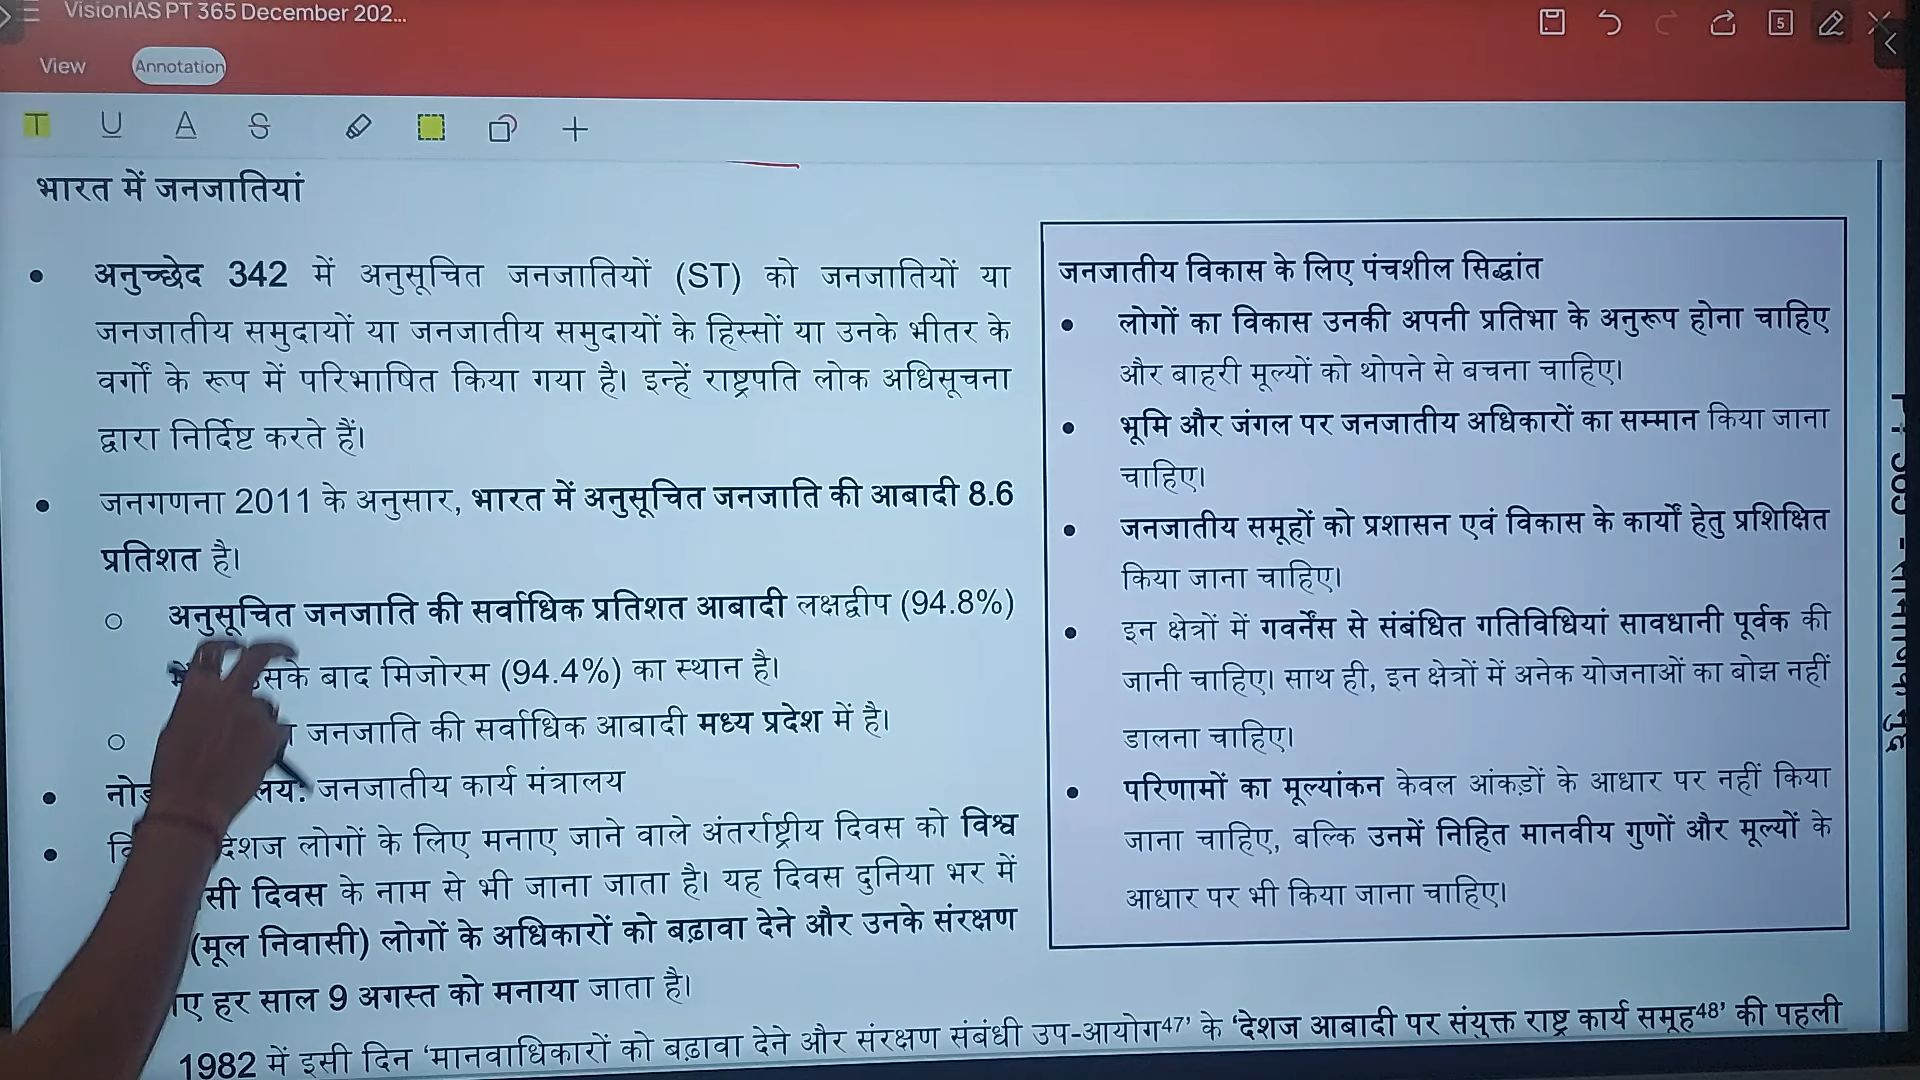 VisionIAS PT 365 December 202...
View Annotation
T U A S
5
भारत में जनजातियां
अनुच्छेद 342 में अनुसूचित जनजातियों (ST) को जनजातियों या
जनजातीय समुदायों या जनजातीय समुदायों के हिस्सों या उनके भीतर के
वर्गों के रूप में परिभाषित किया गया है। इन्हें राष्ट्रपति लोक अधिसूचना
द्वारा निर्दिष्ट करते हैं।
जनगणना 2011 के अनुसार, भारत में अनुसूचित जनजाति की आबादी 8.6
प्रतिशत है।
अनुसूचित जनजाति की सर्वाधिक प्रतिशत आबादी लक्षद्वीप (94.8%)
बाद मिजोरम (94.4%) का स्थान है।
जनजाति की सर्वाधिक आबादी मध्य प्रदेश में है।
जनजातीय कार्य मंत्रालय
लोगों के लिए मनाए जाने वाले अंतर्राष्ट्रीय दिवस को विश्व
दिवस के नाम से भी जाना जाता है। यह दिवस दुनिया भर में
(मूल निवासी) लोगों के अधिकारों को बढ़ावा देने और उनके संरक्षण
हर साल 9 अगस्त को मनाया जाता है।
1982 में इसी दिन 'मानवाधिकारों को बढ़ावा देने और संरक्षण संबंधी उप-आयोग47' के 'देशज आबादी पर संयुक्त राष्ट्र कार्य समूह48' की पहली
जनजातीय विकास के लिए पंचशील सिद्धांत
लोगों का विकास उनकी अपनी प्रतिभा के अनुरूप होना चाहिए
और बाहरी मूल्यों को थोपने से बचना चाहिए।
भूमि और जंगल पर जनजातीय अधिकारों का सम्मान किया जाना
चाहिए।
जनजातीय समूहों को प्रशासन एवं विकास के कार्यों हेतु प्रशिक्षित
किया जाना चाहिए।
इन क्षेत्रों में गवर्नेंस से संबंधित गतिविधियां सावधानी पूर्वक की
जानी चाहिए। साथ ही, इन क्षेत्रों में अनेक योजनाओं का बोझ नहीं
डालना चाहिए।
परिणामों का मूल्यांकन केवल आंकड़ों के आधार पर नहीं किया
जाना चाहिए, बल्कि उनमें निहित मानवीय गुणों और मूल्यों के
आधार पर भी किया जाना चाहिए।